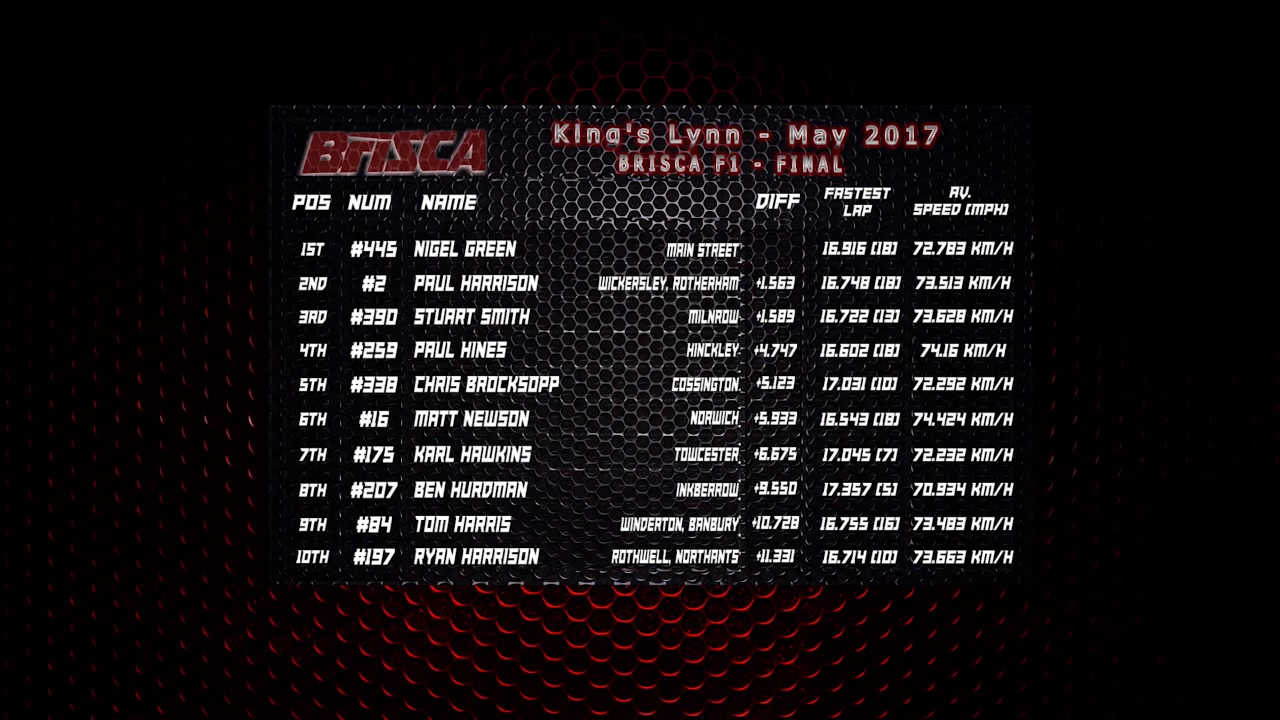 BRISCA
King's Lynn - May 2017
BRISCA F1 - FINAL
POS NUM NAME DIFF FASTEST LAP AV. SPEED (MPH)
1ST #445 NIGEL GREEN MAIN STREET 16.916 (18) 72.783 KM/H
2ND #2 PAUL HARRISON WICKERSLEY, ROTHERHAM +1.563 16.748 (18) 73.513 KM/H
3RD #390 STUART SMITH MILNROW +1.589 16.722 (13) 73.628 KM/H
4TH #259 PAUL HINES HINCKLEY +4.747 16.602 (18) 74.16 KM/H
5TH #338 CHRIS BROCKSOPP COSSINGTON +5.123 17.031 (10) 72.292 KM/H
6TH #16 MATT NEWSON NORWICH +5.933 16.543 (18) 74.424 KM/H
7TH #175 KARL HAWKINS TOWCESTER +6.675 17.045 (7) 72.232 KM/H
8TH #207 BEN HURDMAN INKBERROW +9.550 17.357 (5) 70.934 KM/H
9TH #84 TOM HARRIS WINDERTON, BANBURY +10.728 16.755 (16) 73.483 KM/H
10TH #197 RYAN HARRISON ROTHWELL, NORTHANTS +11.331 16.714 (10) 73.663 KM/H